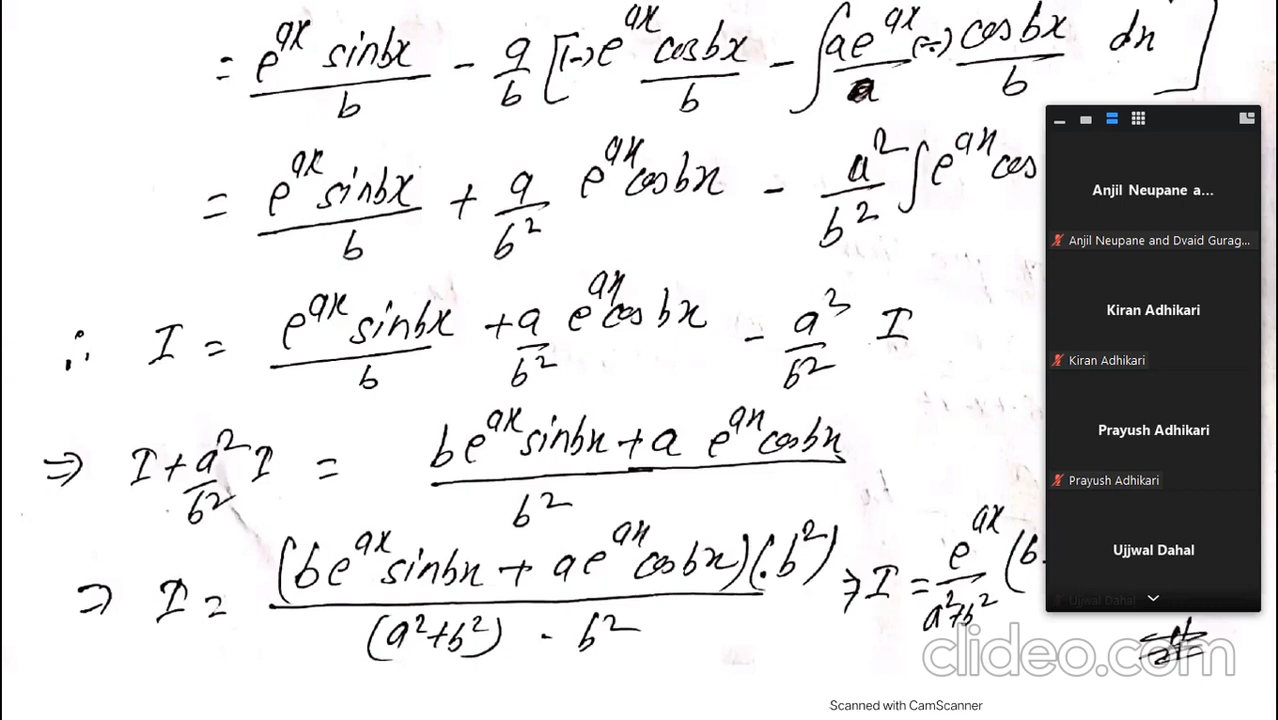 = e^ax sinbx / b - a/b [(-) e^ax cosbx / b - ∫ ae^ax / a (-) cosbx / b dx ]
= e^ax sinbx / b + a/b² e^ax cosbx - a²/b² ∫ e^ax cos
∴ I = e^ax sinbx / b + a/b² e^ax cosbx - a²/b² I
⇒ I + a²/b² I = be^ax sinbx + a e^ax cosbx / b²
⇒ I = (be^ax sinbx + ae^ax cosbx)(.b²) / (a²+b²) . b² ⇒ I = e^ax / a²+b² (b
Anjil Neupane a...
Anjil Neupane and Dvaid Gurag...
Kiran Adhikari
Kiran Adhikari
Prayush Adhikari
Prayush Adhikari
Ujjwal Dahal
Ujjwal Dahal
clideo.com
Scanned with CamScanner